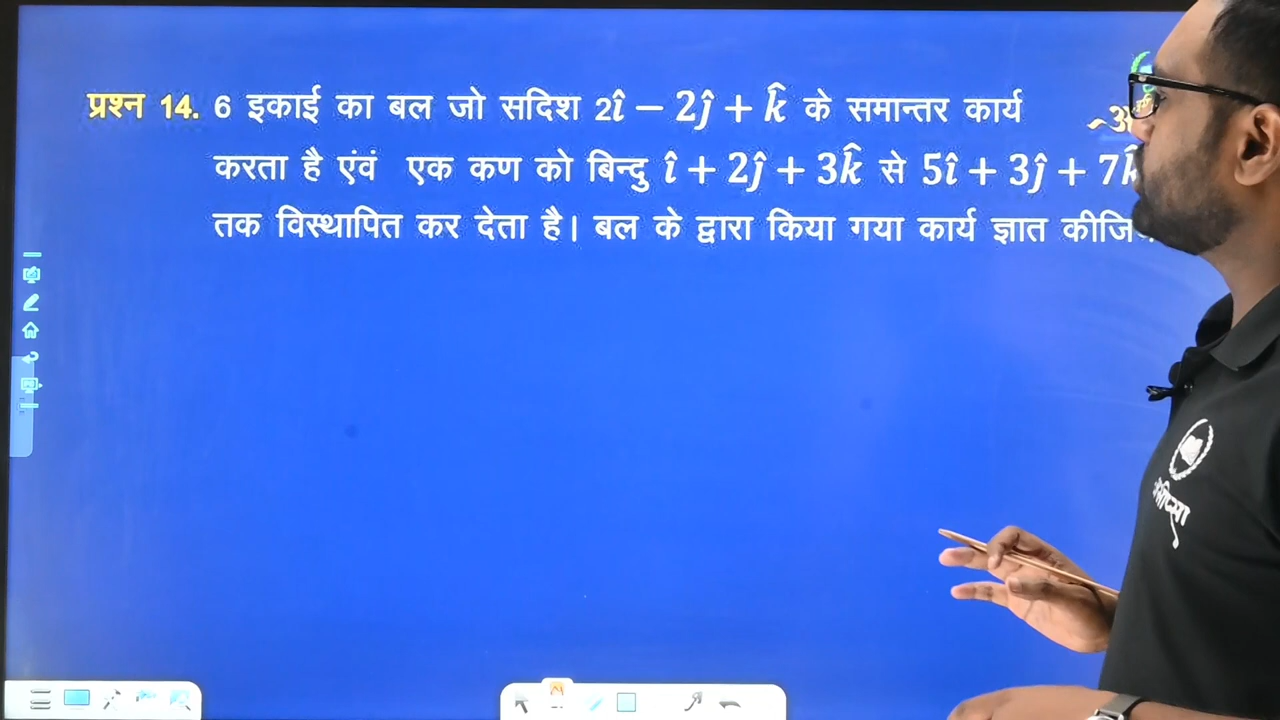 प्रश्न 14. 6 इकाई का बल जो सदिश 2î − 2ĵ + k̂ के समान्तर कार्य
करता है एंवं एक कण को बिन्दु î + 2ĵ + 3k̂ से 5î + 3ĵ + 7k̂
तक विस्थापित कर देता है। बल के द्वारा किया गया कार्य ज्ञात